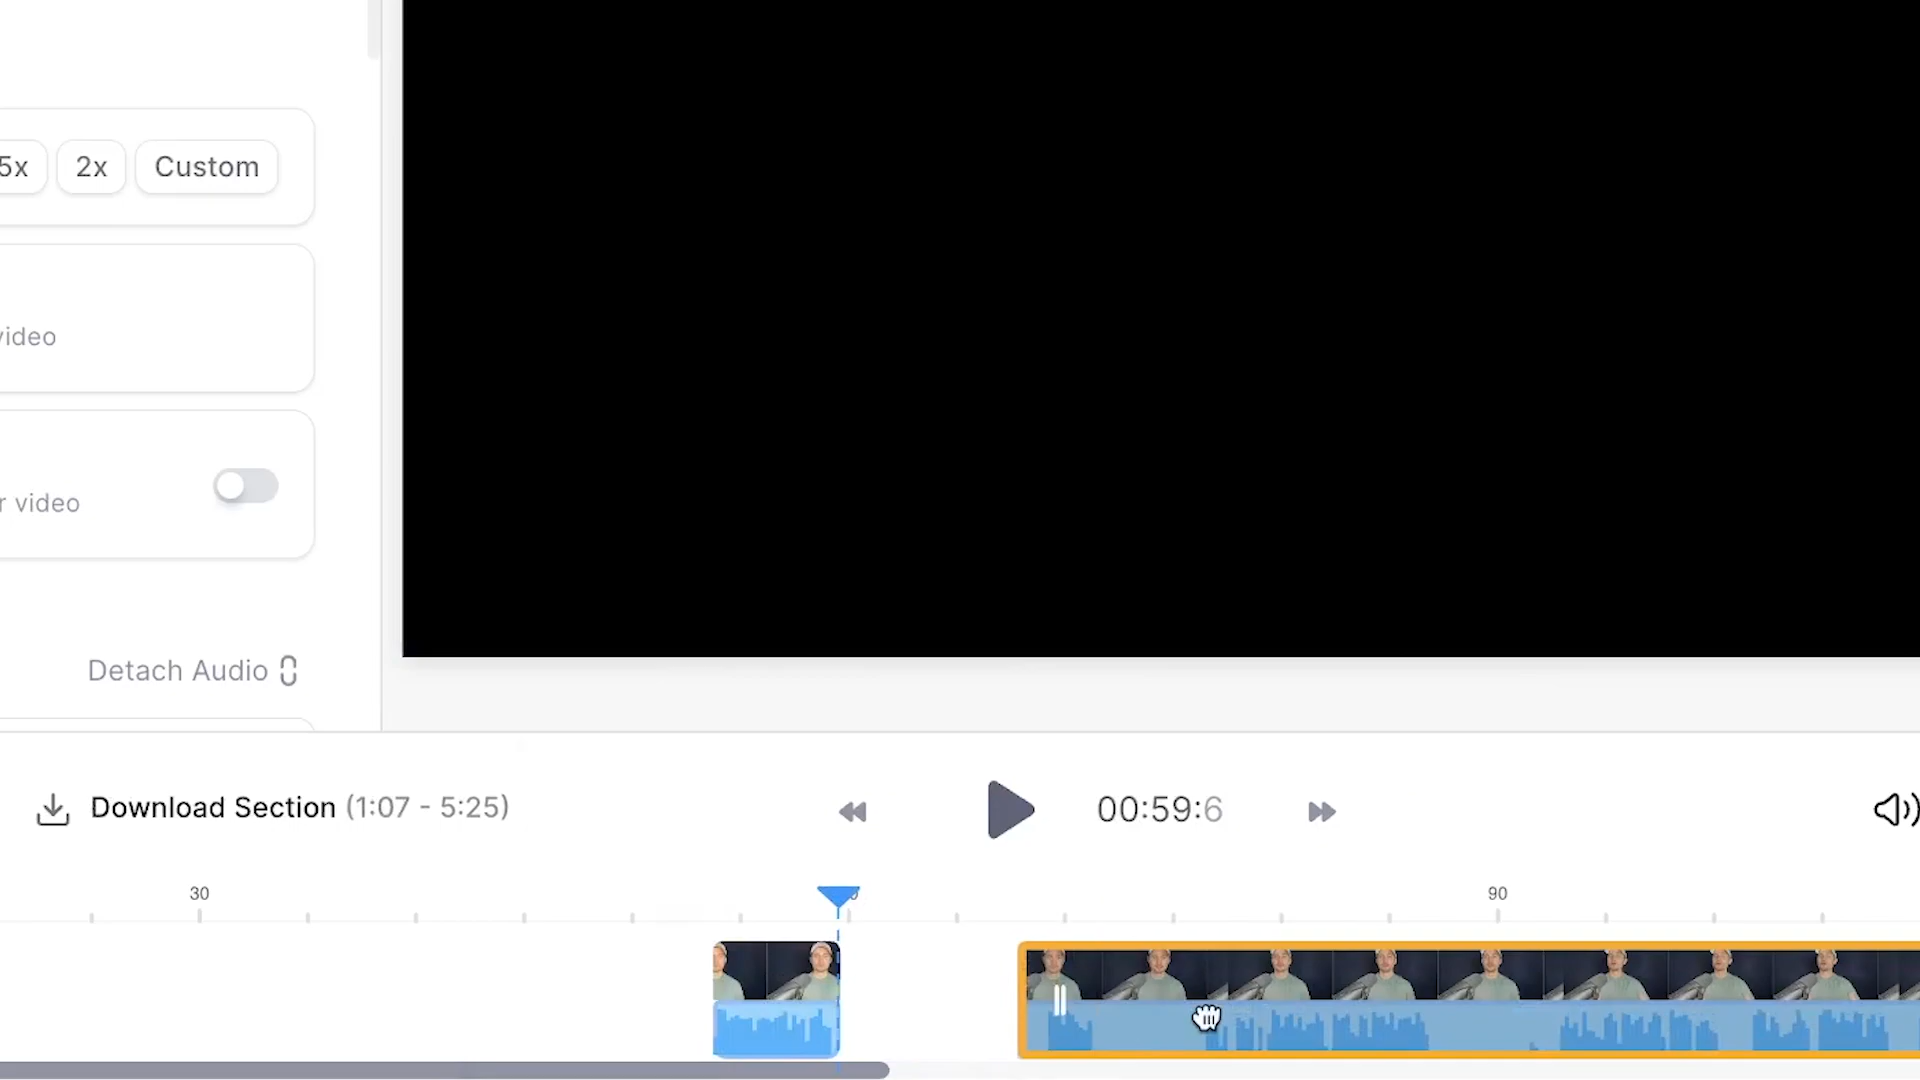 5x 2x Custom
video
r video
Detach Audio
Download Section (1:07 - 5:25)
00:59:6
30 90